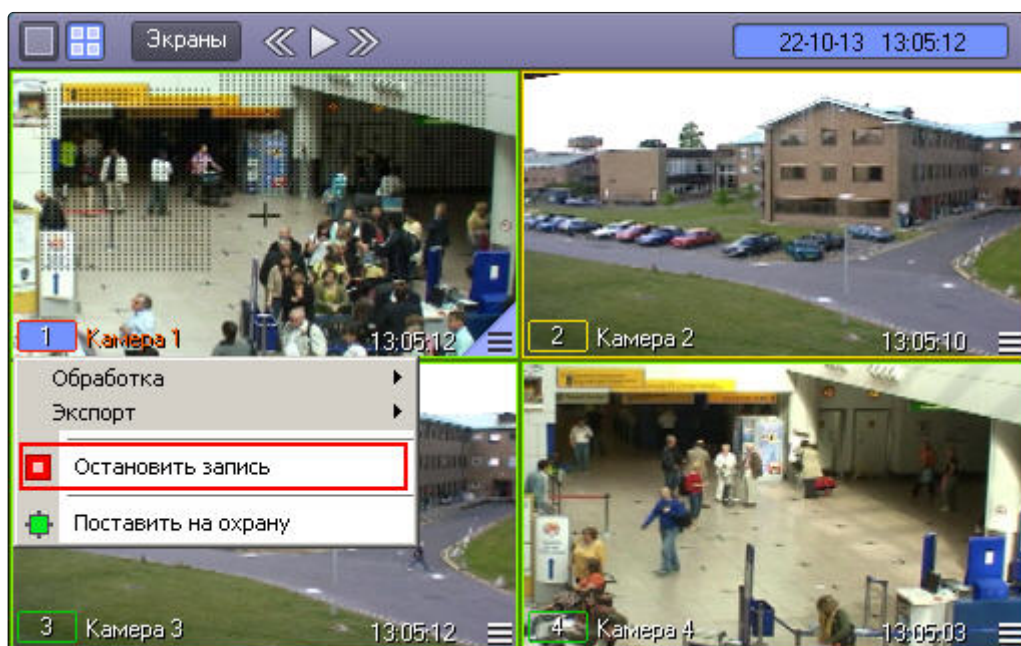 Экраны
22-10-13 13:05:12
1 Камера 1 13:05:12
2 Камера 2 13:05:10
Обработка
Экспорт
Остановить запись
Поставить на охрану
3 Камера 3 13:05:12
4 Камера 4 13:05:03